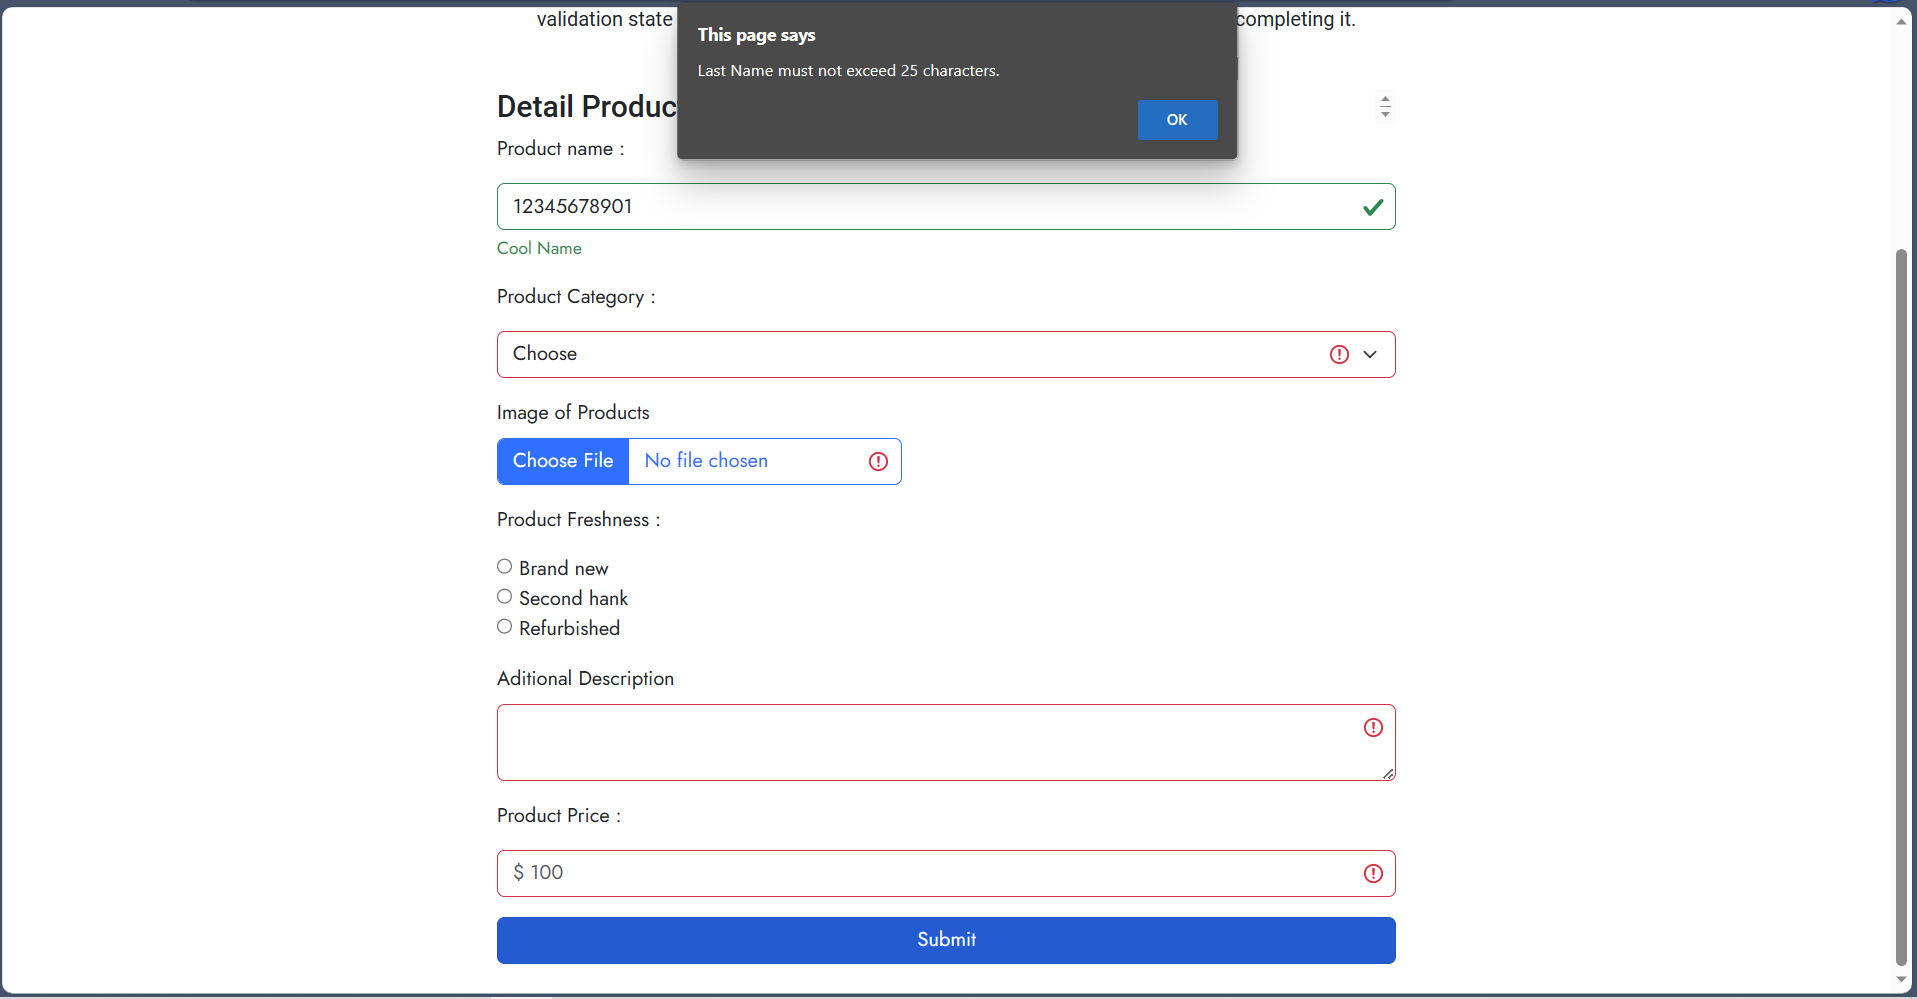 validation state
completing it.
This page says
Last Name must not exceed 25 characters.
OK
Detail Produc
Product name :
12345678901
Cool Name
Product Category :
Choose
Image of Products
Choose File No file chosen
Product Freshness :
Brand new
Second hank
Refurbished
Aditional Description
Product Price :
$ 100
Submit